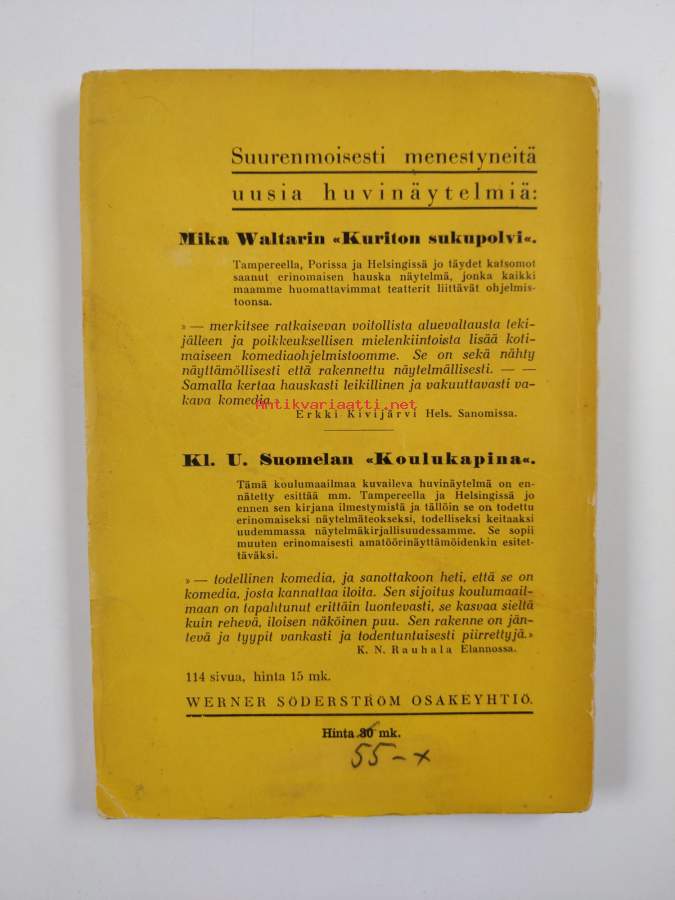 Suurenmoisesti menestyneitä
uusia huvinäytelmiä:
Mika Waltarin «Kuriton sukupolvi«.
Tampereella, Porissa ja Helsingissä jo täydet katsomot
saanut erinomaisen hauska näytelmä, jonka kaikki
maamme huomattavimmat teatterit liittävät ohjelmis-
toonsa.
» — merkitsee ratkaisevan voitollista aluevaltausta teki-
jälleen ja poikkeuksellisen mielenkiintoista lisää koti-
maiseen komediaohjelmistoomme. Se on sekä nähty
näyttämöllisesti että rakennettu näytelmällisesti. — —
Samalla kertaa hauskasti leikillinen ja vakuuttavasti va-
kava komedia.»
Antikvariaatti.net
Erkki Kivijärvi Hels. Sanomissa.
Kl. U. Suomelan «Koulukapina«.
Tämä koulumaailmaa kuvaileva huvinäytelmä on en-
nätetty esittää mm. Tampereella ja Helsingissä jo
ennen sen kirjana ilmestymistä ja tällöin se on todettu
erinomaiseksi näytelmäteokseksi, todelliseksi keitaaksi
uudemmassa näytelmäkirjallisuudessamme. Se sopii
muuten erinomaisesti amatöörinäyttämöidenkin esitet-
täväksi.
» — todellinen komedia, ja sanottakoon heti, että se on
komedia, josta kannattaa iloita. Sen sijoitus koulumaail-
maan on tapahtunut erittäin luontevasti, se kasvaa sieltä
kuin rehevä, iloisen näköinen puu. Sen rakenne on jän-
tevä ja tyypit vankasti ja todentuntuisesti piirrettyjä.»
K. N. Rauhala Elannossa.
114 sivua, hinta 15 mk.
WERNER SÖDERSTRÖM OSAKEYHTIÖ.
Hinta 30 mk.
55-x